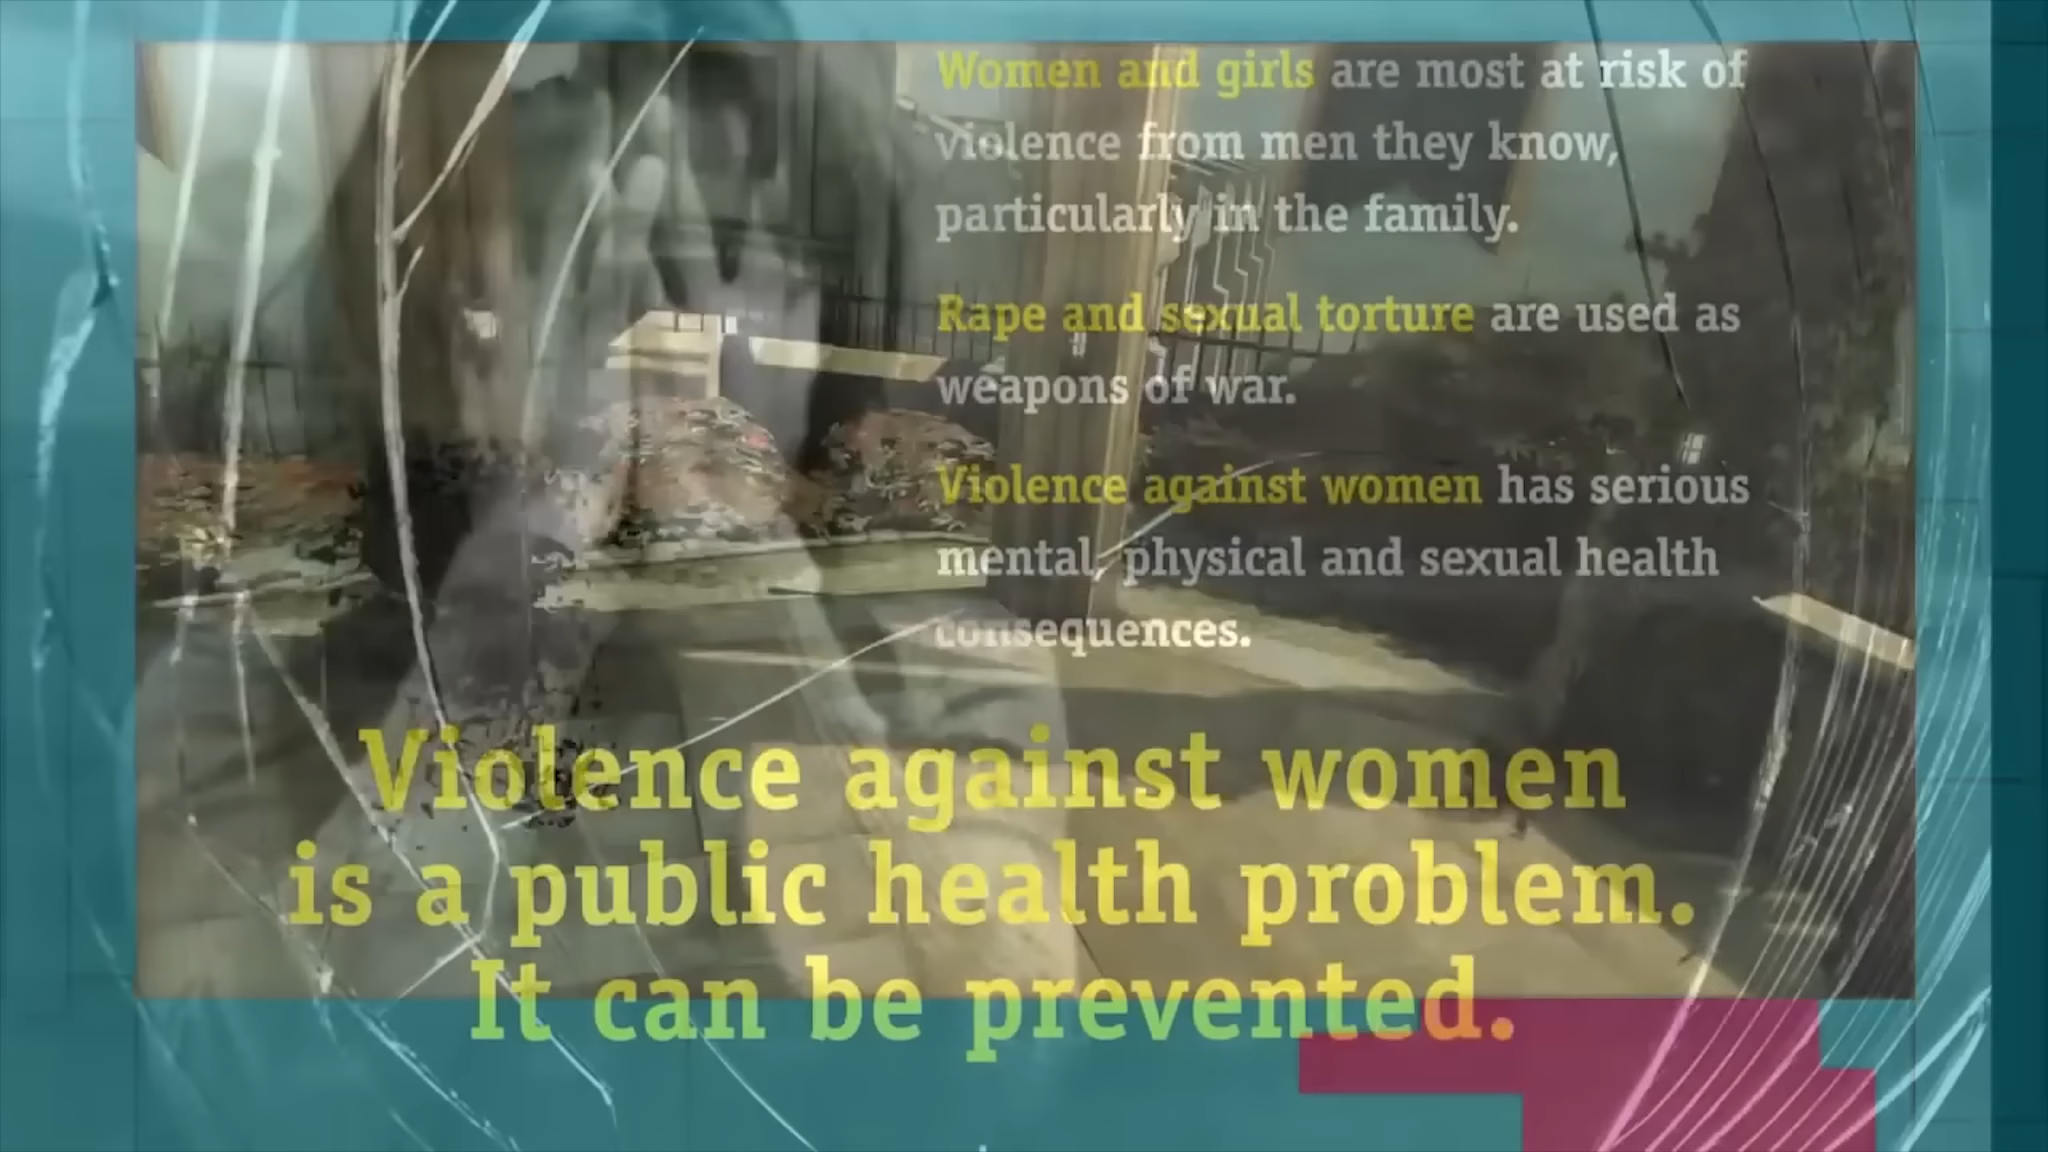 Women and girls are most at risk of
violence from men they know,
particularly in the family.
Rape and sexual torture are used as
weapons of war.
Violence against women has serious
mental, physical and sexual health
consequences.
Violence against women
is a public health problem.
It can be prevented.